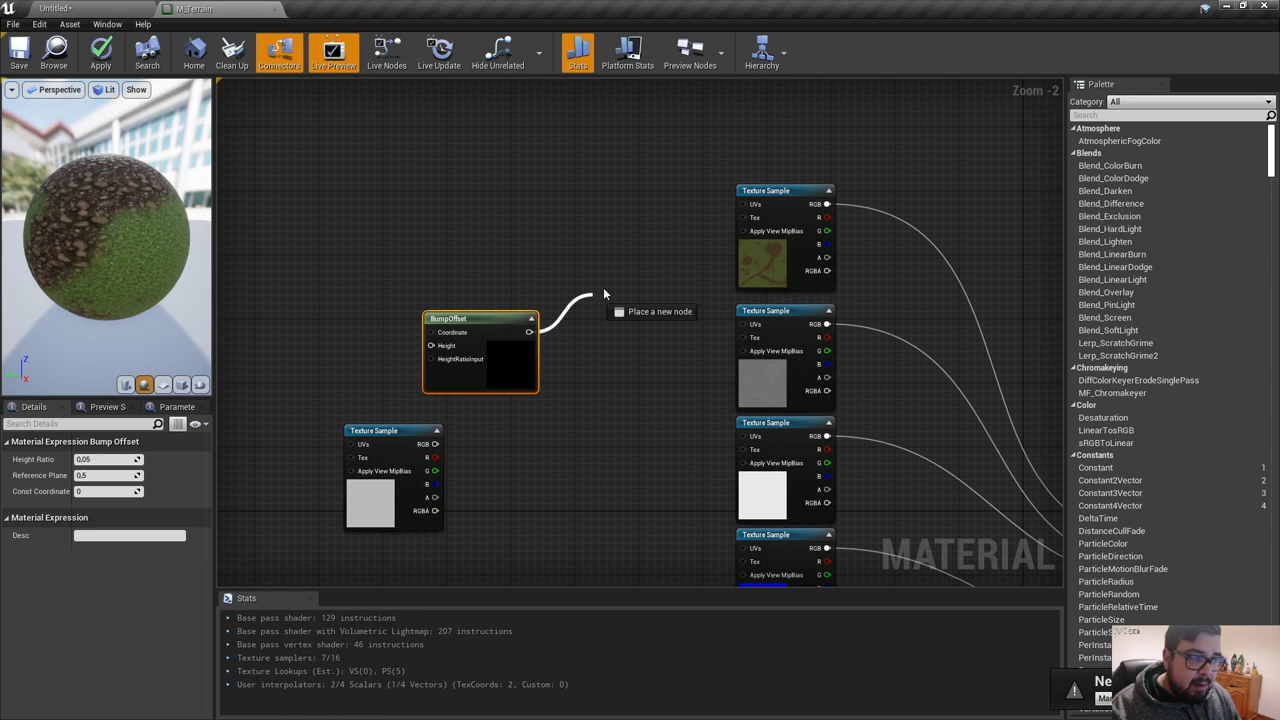 Untitled*
M_Terrain
File Edit Asset Window Help
Save Browse Apply Search Home Clean Up Connectors Live Preview Live Nodes Live Update Hide Unrelated Stats Platform Stats Preview Nodes Hierarchy
Perspective Lit Show
Zoom -2
Palette
Category: All
Search
Atmosphere
AtmosphericFogColor
Blends
Blend_ColorBurn
Blend_ColorDodge
Blend_Darken
Blend_Difference
Blend_Exclusion
Blend_HardLight
Blend_Lighten
Blend_LinearBurn
Blend_LinearDodge
Blend_LinearLight
Blend_Overlay
Blend_PinLight
Blend_Screen
Blend_SoftLight
Lerp_ScratchGrime
Lerp_ScratchGrime2
Chromakeying
DiffColorKeyerErodeSinglePass
MF_Chromakeyer
Color
Desaturation
LinearTosRGB
sRGBToLinear
Constants
Constant 1
Constant2Vector 2
Constant3Vector 3
Constant4Vector 4
DeltaTime
DistanceCullFade
ParticleColor
ParticleDirection
ParticleMotionBlurFade
ParticleRadius
ParticleRandom
ParticleRelativeTime
ParticleSize
Texture Sample
UVs RGB
Tex R
Apply View MipBias G
B
A
RGBA
Place a new node.
Texture Sample
UVs RGB
Tex R
Apply View MipBias G
B
A
RGBA
BumpOffset
Coordinate
Height
HeightRatioInput
Texture Sample
UVs RGB
Tex R
Apply View MipBias G
B
A
RGBA
Texture Sample
UVs RGB
Tex R
Apply View MipBias G
B
A
RGBA
Texture Sample
UVs RGB
Tex R
Apply View MipBias G
MATERIAL
z
x
Details Preview S Paramete
Search Details
Material Expression Bump Offset
Height Ratio 0,05
Reference Plane 0,5
Const Coordinate 0
Material Expression
Desc
Stats
Base pass shader: 129 instructions
Base pass shader with Volumetric Lightmap: 207 instructions
Base pass vertex shader: 46 instructions
Texture samplers: 7/16
Texture Lookups (Est.): VS(0), PS(5)
User interpolators: 2/4 Scalars (1/4 Vectors) (TexCoords: 2, Custom: 0)